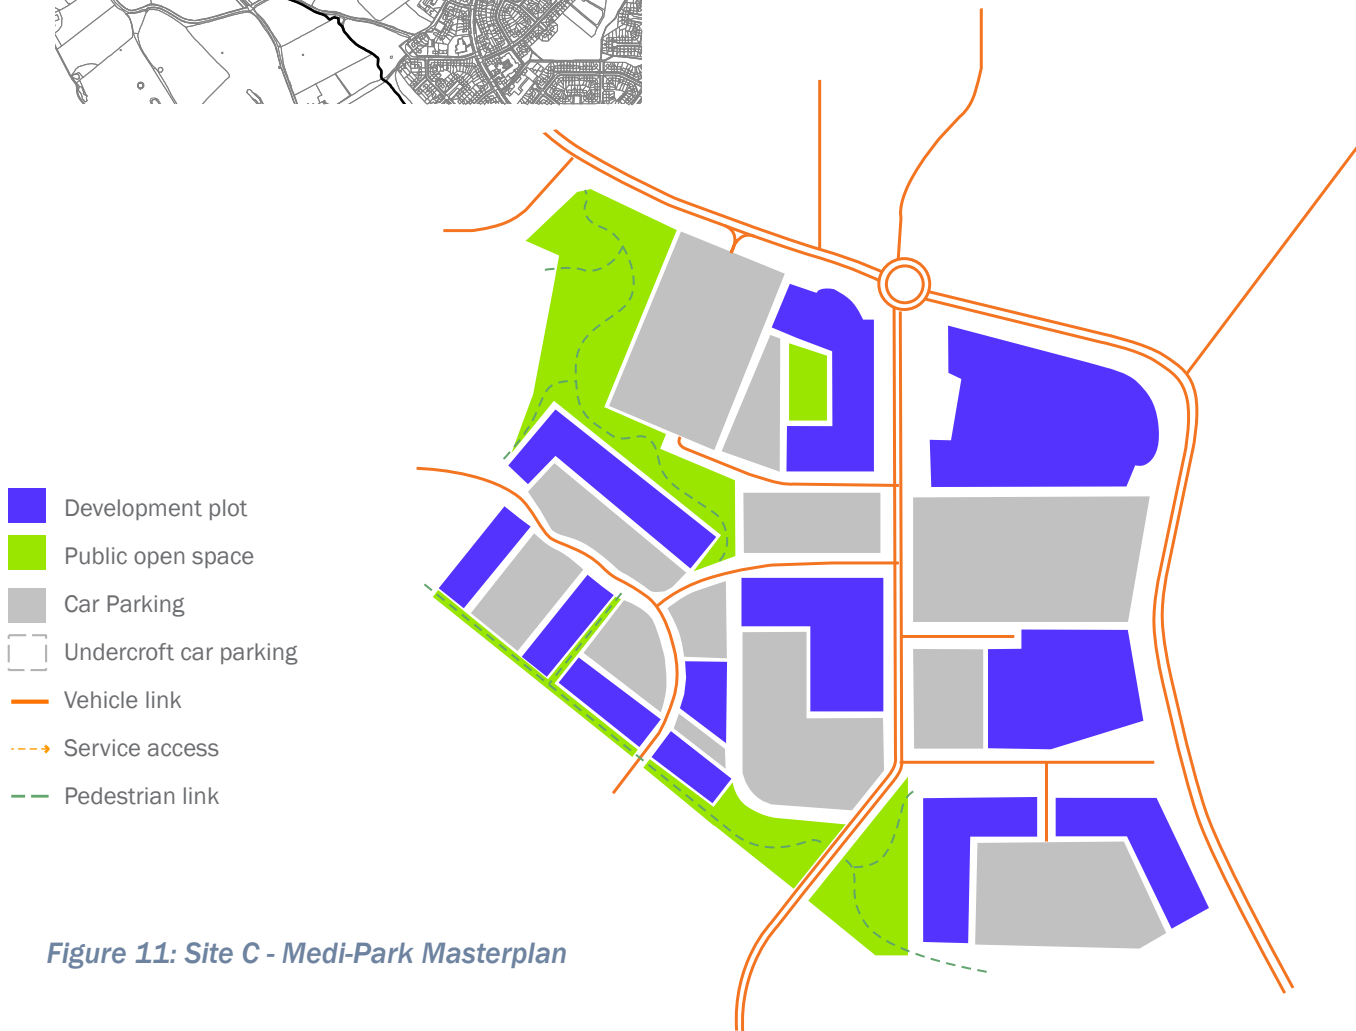 Development plot
Public open space
Car Parking
Undercroft car parking
Vehicle link
Service access
Pedestrian link
Figure 11: Site C - Medi-Park Masterplan